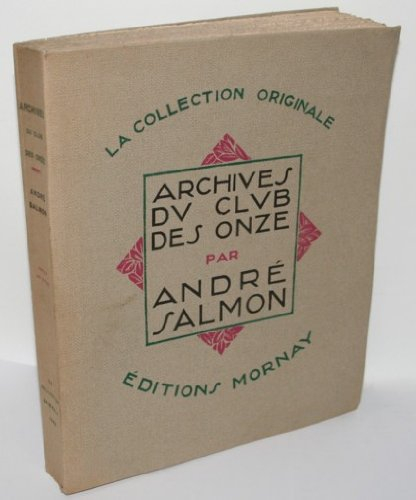 LA COLLECTION ORIGINALE
ARCHIVES
DV CLVB
DES ONZE
PAR
ANDRÉ
SALMON
ÉDITIONS MORNAY
ARCHIVES
DU CLUB
DES ONZE
ANDRÉ
SALMON